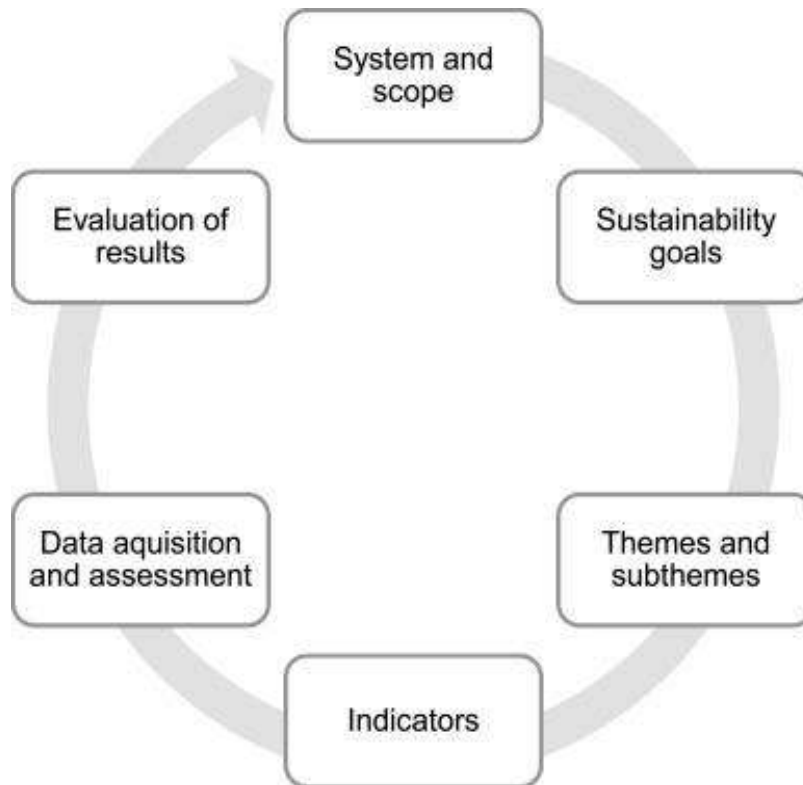 System and
scope
Sustainability
goals
Themes and
subthemes
Indicators
Data aquisition
and assessment
Evaluation of
results